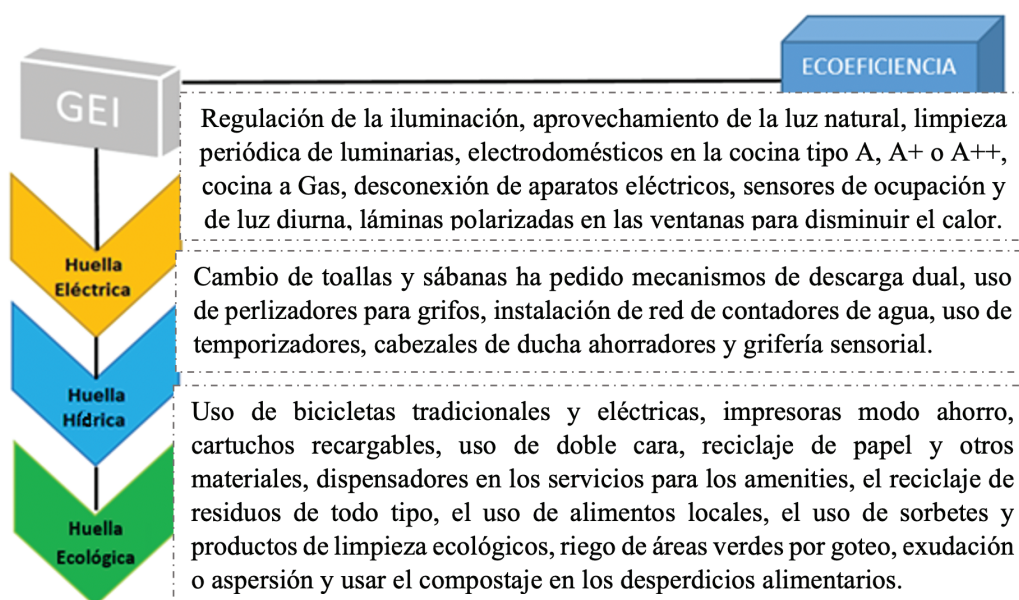 GEI
ECOEFICIENCIA
Regulación de la iluminación, aprovechamiento de la luz natural, limpieza
periódica de luminarias, electrodomésticos en la cocina tipo A, A+ o A++,
cocina a Gas, desconexión de aparatos eléctricos, sensores de ocupación y
de luz diurna, láminas polarizadas en las ventanas para disminuir el calor.
Huella
Eléctrica
Cambio de toallas y sábanas ha pedido mecanismos de descarga dual, uso
de perlizadores para grifos, instalación de red de contadores de agua, uso de
temporizadores, cabezales de ducha ahorradores y grifería sensorial.
Huella
Hídrica
Uso de bicicletas tradicionales y eléctricas, impresoras modo ahorro,
cartuchos recargables, uso de doble cara, reciclaje de papel y otros
materiales, dispensadores en los servicios para los amenities, el reciclaje de
residuos de todo tipo, el uso de alimentos locales, el uso de sorbetes y
productos de limpieza ecológicos, riego de áreas verdes por goteo, exudación
o aspersión y usar el compostaje en los desperdicios alimentarios.
Huella
Ecológica